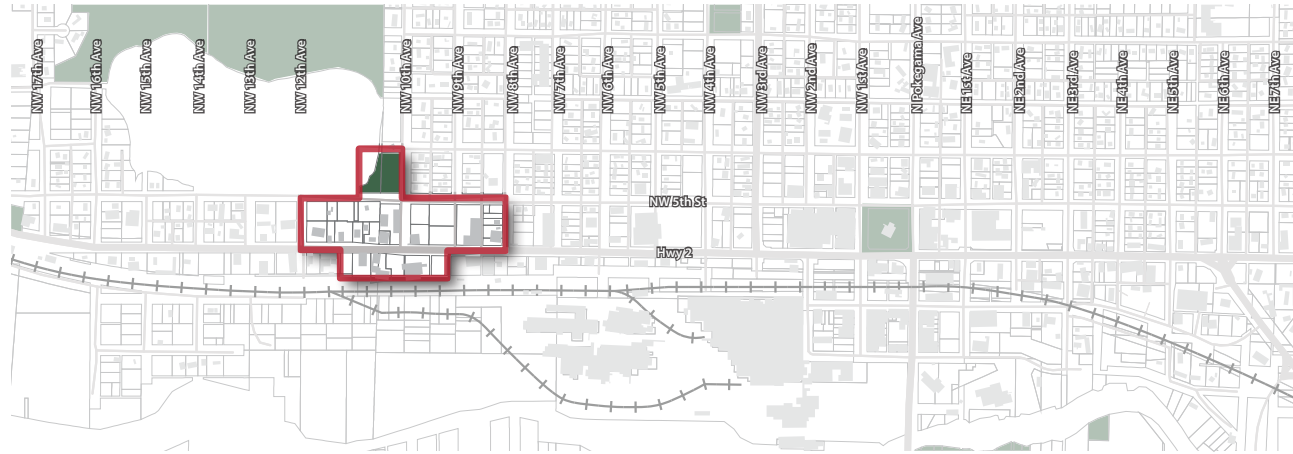 NW 17th Ave
NW 16th Ave
NW 15th Ave
NW 14th Ave
NW 13th Ave
NW 12th Ave
NW 10th Ave
NW 9th Ave
NW 8th Ave
NW 7th Ave
NW 6th Ave
NW 5th Ave
NW 4th Ave
NW 3rd Ave
NW 2nd Ave
NW 1st Ave
N Pokegama Ave
NE 1st Ave
NE 2nd Ave
NE 3rd Ave
NE 4th Ave
NE 5th Ave
NE 6th Ave
NE 7th Ave
NW 5th St
Hwy 2